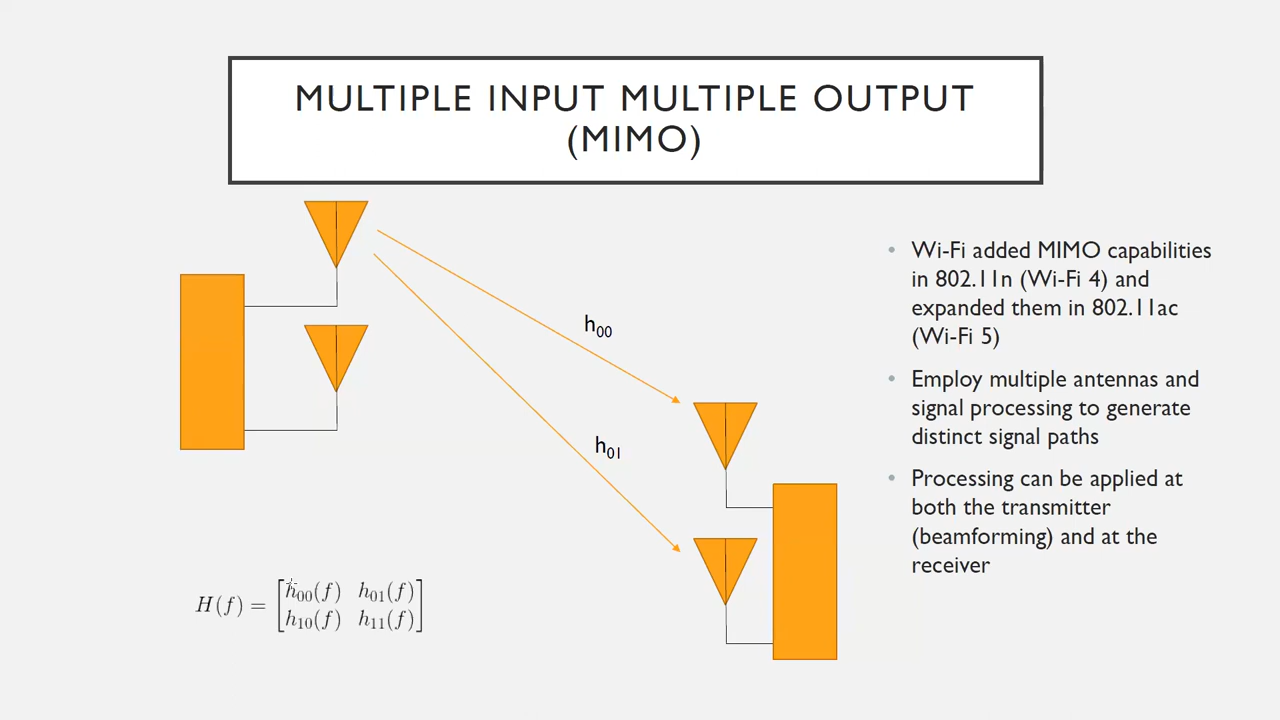 MULTIPLE INPUT MULTIPLE OUTPUT
(MIMO)
h00
h01
H(f) = [h00(f) h01(f)
h10(f) h11(f)]
• Wi-Fi added MIMO capabilities
in 802.11n (Wi-Fi 4) and
expanded them in 802.11ac
(Wi-Fi 5)
• Employ multiple antennas and
signal processing to generate
distinct signal paths
• Processing can be applied at
both the transmitter
(beamforming) and at the
receiver